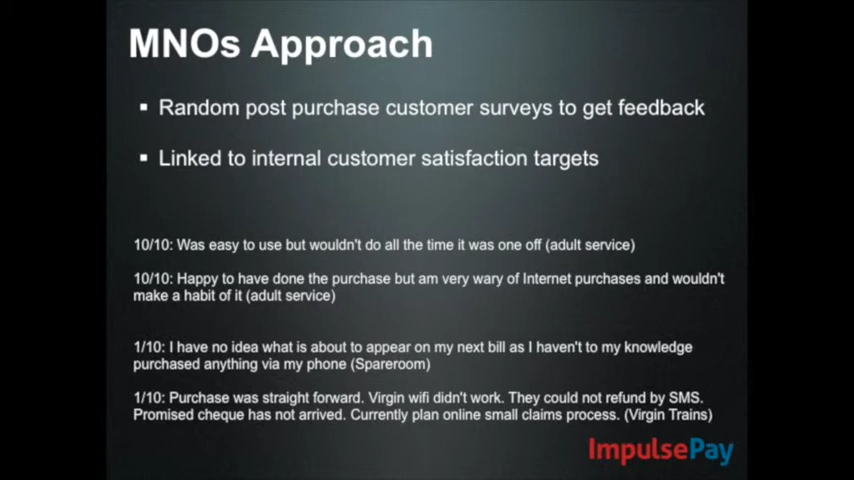 MNOs Approach
▪ Random post purchase customer surveys to get feedback
▪ Linked to internal customer satisfaction targets
10/10: Was easy to use but wouldn't do all the time it was one off (adult service)
10/10: Happy to have done the purchase but am very wary of Internet purchases and wouldn't
make a habit of it (adult service)
1/10: I have no idea what is about to appear on my next bill as I haven't to my knowledge
purchased anything via my phone (Spareroom)
1/10: Purchase was straight forward. Virgin wifi didn't work. They could not refund by SMS.
Promised cheque has not arrived. Currently plan online small claims process. (Virgin Trains)
ImpulsePay